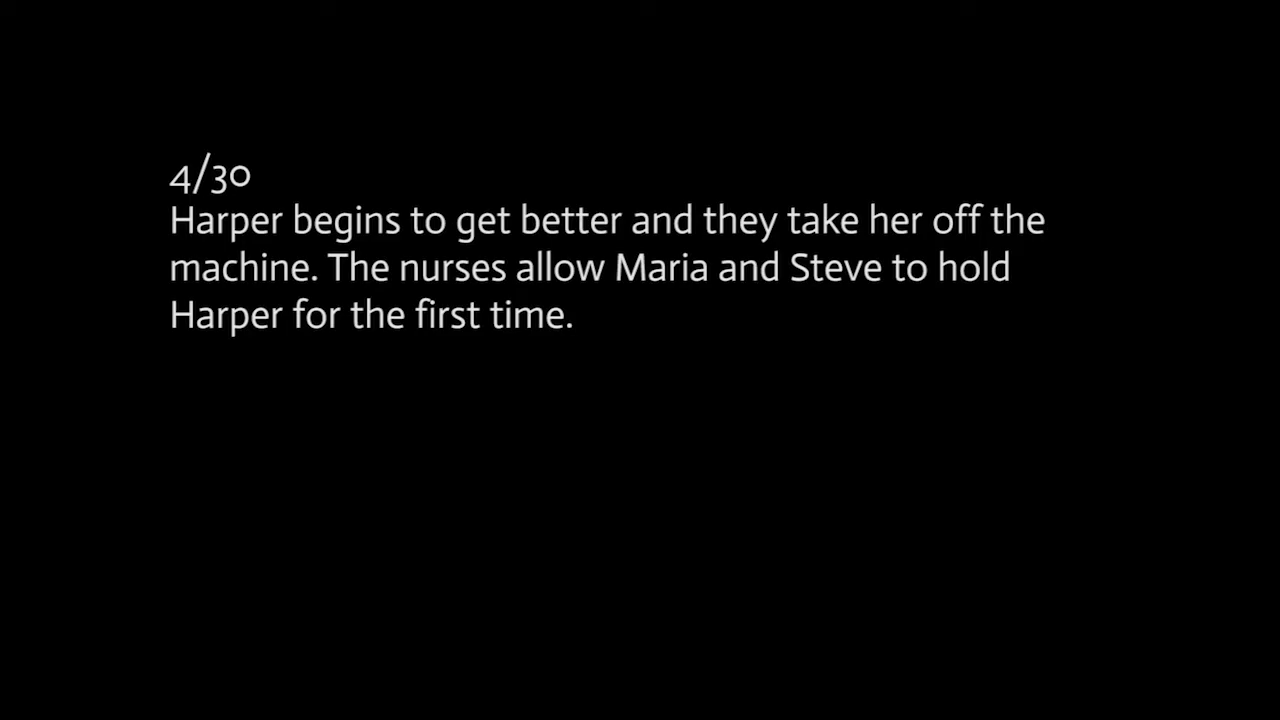 4/30
Harper begins to get better and they take her off the
machine. The nurses allow Maria and Steve to hold
Harper for the first time.